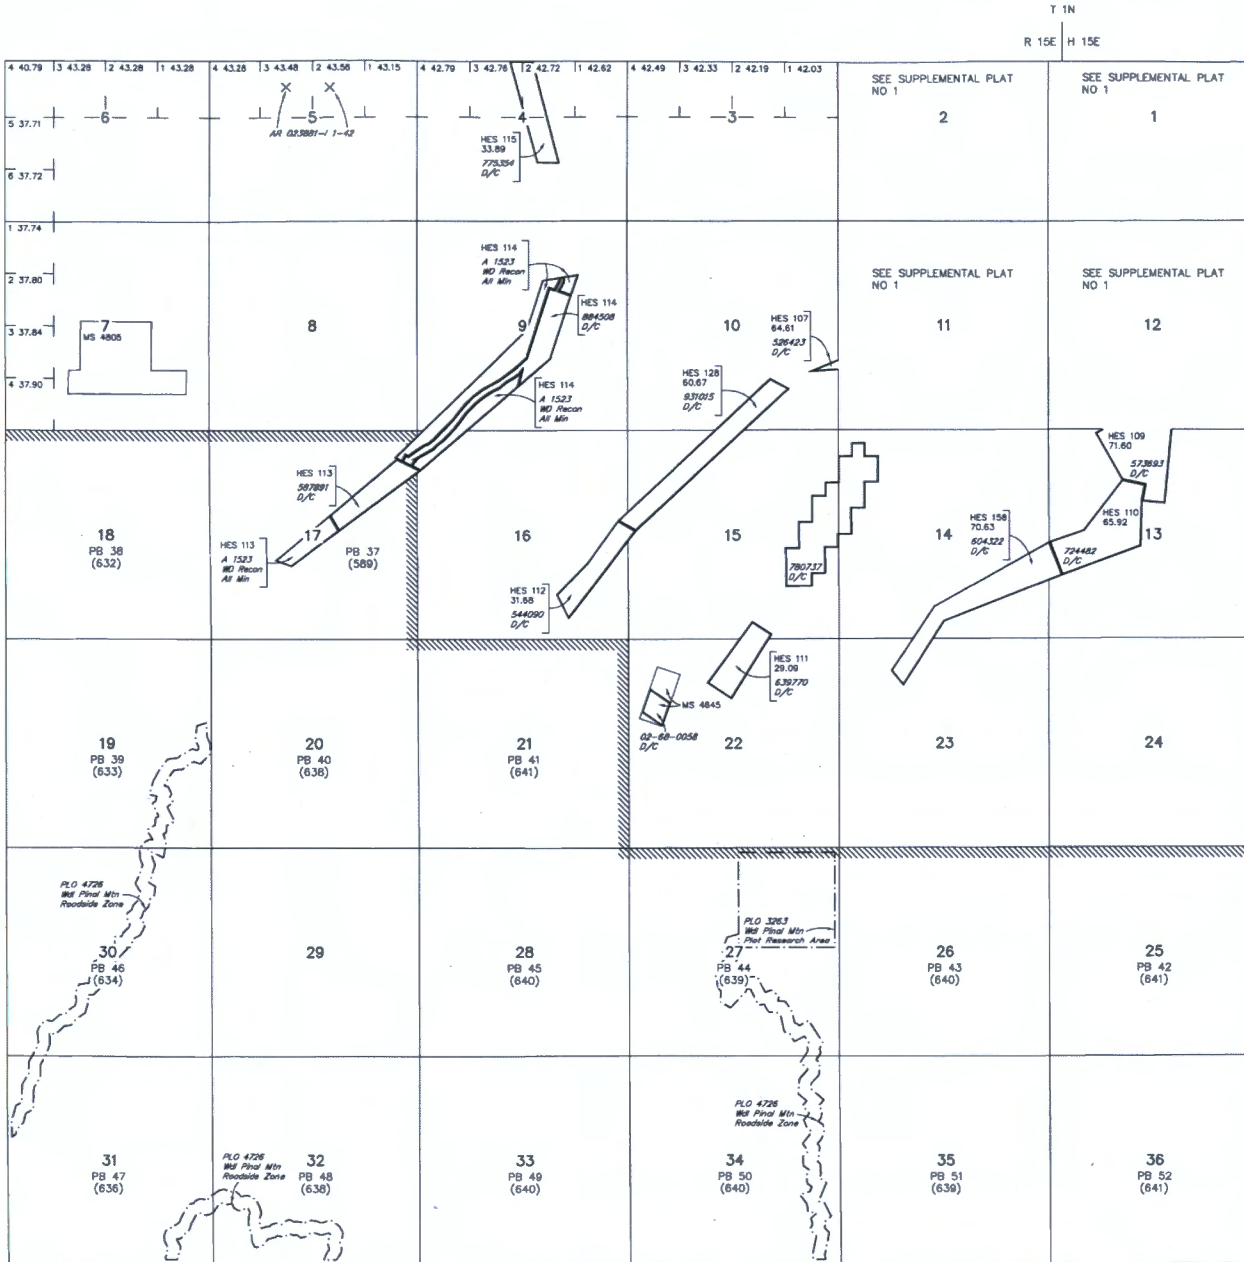 T 1N
R 15E H 15E
4 40.79 3 43.28 2 43.28 1 43.28 4 43.28 3 43.48 2 43.56 1 43.15 4 42.79 3 42.76 2 42.72 1 42.62 4 42.49 3 42.33 2 42.19 1 42.03
SEE SUPPLEMENTAL PLAT
NO 1
2
SEE SUPPLEMENTAL PLAT
NO 1
1
6
5
4
3
5 37.71
AR 023881-/ 1-42
HES 115
33.89
775354
D/C
6 37.72
1 37.74
2 37.80
3 37.84
4 37.90
7
MS 4805
8
HES 114
A 1523
WD Recon
All Min
9
HES 114
884508
D/C
HES 114
A 1523
WD Recon
All Min
10
HES 107
64.61
526423
D/C
HES 128
60.67
931015
D/C
SEE SUPPLEMENTAL PLAT
NO 1
11
SEE SUPPLEMENTAL PLAT
NO 1
12
18
PB 38
(632)
HES 113
587891
D/C
17
PB 37
(589)
HES 113
A 1523
WD Recon
All Min
16
HES 112
31.68
544090
D/C
15
780737
D/C
14
HES 158
70.63
604322
D/C
HES 109
71.60
573693
D/C
HES 110
65.92
13
724482
D/C
19
PB 39
(633)
20
PB 40
(638)
21
PB 41
(641)
HES 111
29.09
639770
D/C
MS 4645
02-68-0058
D/C
22
23
24
PLO 4726
Wdl Pinal Mtn
Roadside Zone
30
PB 46
(634)
29
28
PB 45
(640)
PLO 3263
Wdl Pinal Mtn
Plot Research Area
27
PB 44
(639)
26
PB 43
(640)
25
PB 42
(641)
31
PB 47
(636)
PLO 4726
Wdl Pinal Mtn
Roadside Zone
32
PB 48
(638)
33
PB 49
(640)
PLO 4726
Wdl Pinal Mtn
Roadside Zone
34
PB 50
(640)
35
PB 51
(639)
36
PB 52
(641)